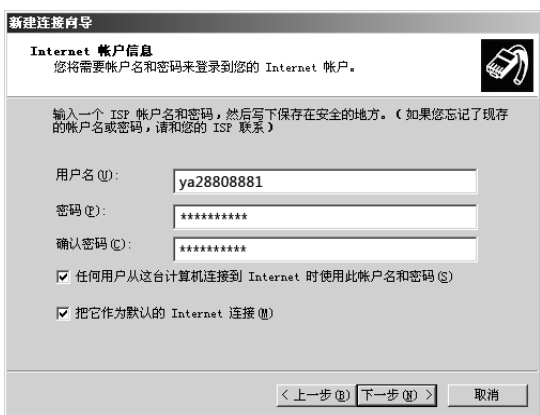 新建连接向导
Internet 帐户信息
您将需要帐户名和密码来登录到您的 Internet 帐户。
输入一个 ISP 帐户名和密码，然后写下保存在安全的地方。（如果您忘记了现存
的帐户名或密码，请和您的 ISP 联系）
用户名(U):
ya28808881
密码(P):
**********
确认密码(C):
**********
任何用户从这台计算机连接到 Internet 时使用此帐户名和密码(S)
把它作为默认的 Internet 连接(M)
< 上一步(B) 下一步(N) > 取消